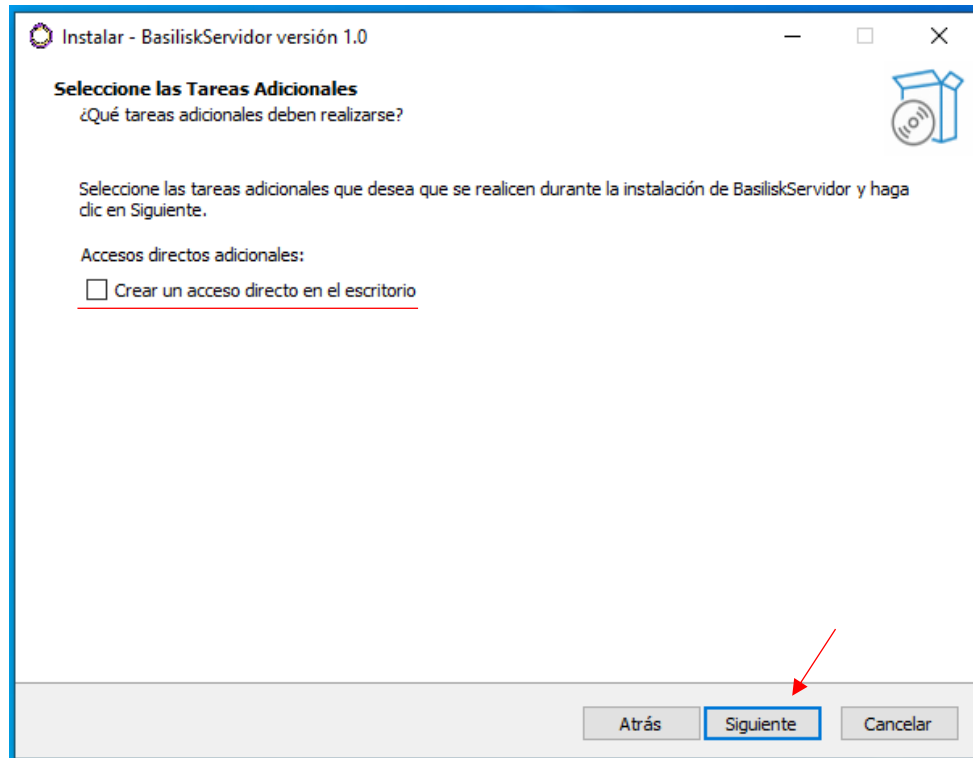 Instalar - BasiliskServidor versión 1.0
Seleccione las Tareas Adicionales
¿Qué tareas adicionales deben realizarse?
Seleccione las tareas adicionales que desea que se realicen durante la instalación de BasiliskServidor y haga
clic en Siguiente.
Accesos directos adicionales:
Crear un acceso directo en el escritorio
Atrás
Siguiente
Cancelar